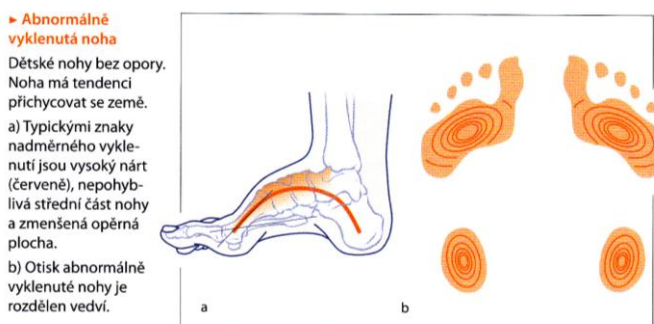 ► Abnormálně
vyklenutá noha
Dětské nohy bez opory.
Noha má tendenci
přichycovat se země.
a) Typickými znaky
nadměrného vykle-
nutí jsou vysoký nárt
(červeně), nepohyb-
livá střední část nohy
a zmenšená opěrná
plocha.
b) Otisk abnormálně
vyklenuté nohy je
rozdělen vedví.
a
b